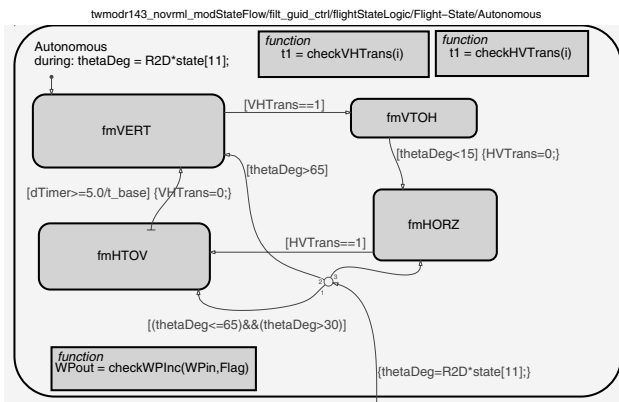 twmodr143_novrml_modStateFlow/filt_guid_ctrl/flightStateLogic/Flight−State/Autonomous
Autonomous
during: thetaDeg = R2D*state[11];
function
t1 = checkVHTrans(i)
function
t1 = checkHVTrans(i)
fmVERT
[VHTrans==1]
fmVTOH
[thetaDeg>65]
[thetaDeg<15] {HVTrans=0;}
[dTimer>=5.0/t_base] {VHTrans=0;}
fmHORZ
[HVTrans==1]
fmHTOV
2
3
1
[(thetaDeg<=65)&&(thetaDeg>30)]
function
WPout = checkWPInc(WPin,Flag)
{thetaDeg=R2D*state[11];}